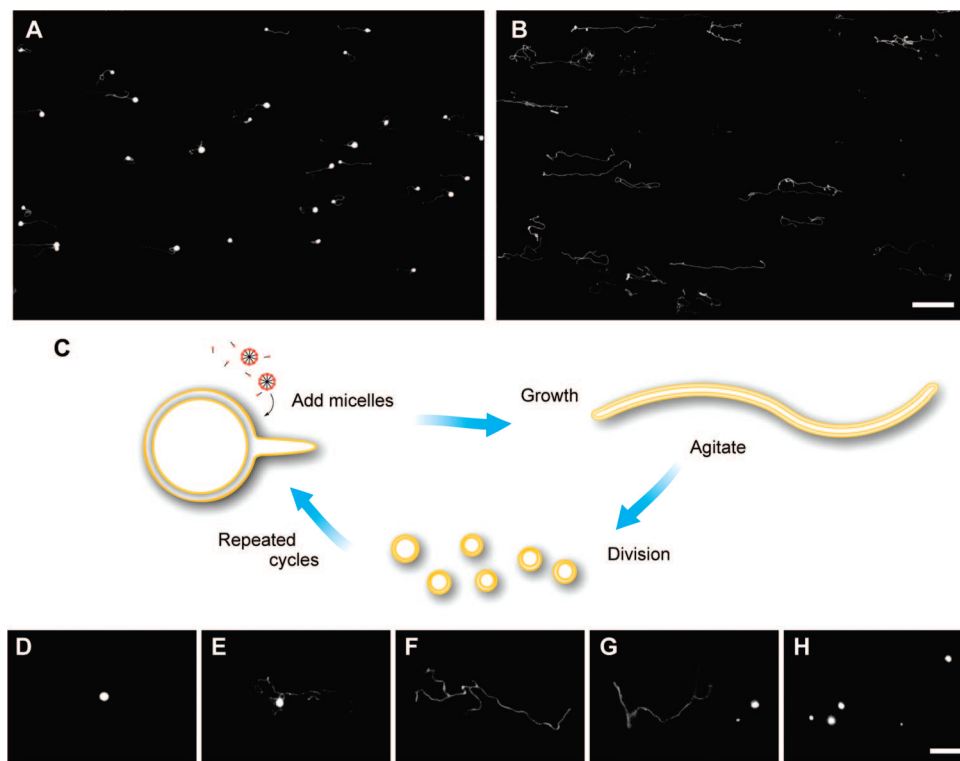 A
B
C
Add micelles
Growth
Agitate
Repeated
cycles
Division
D
E
F
G
H